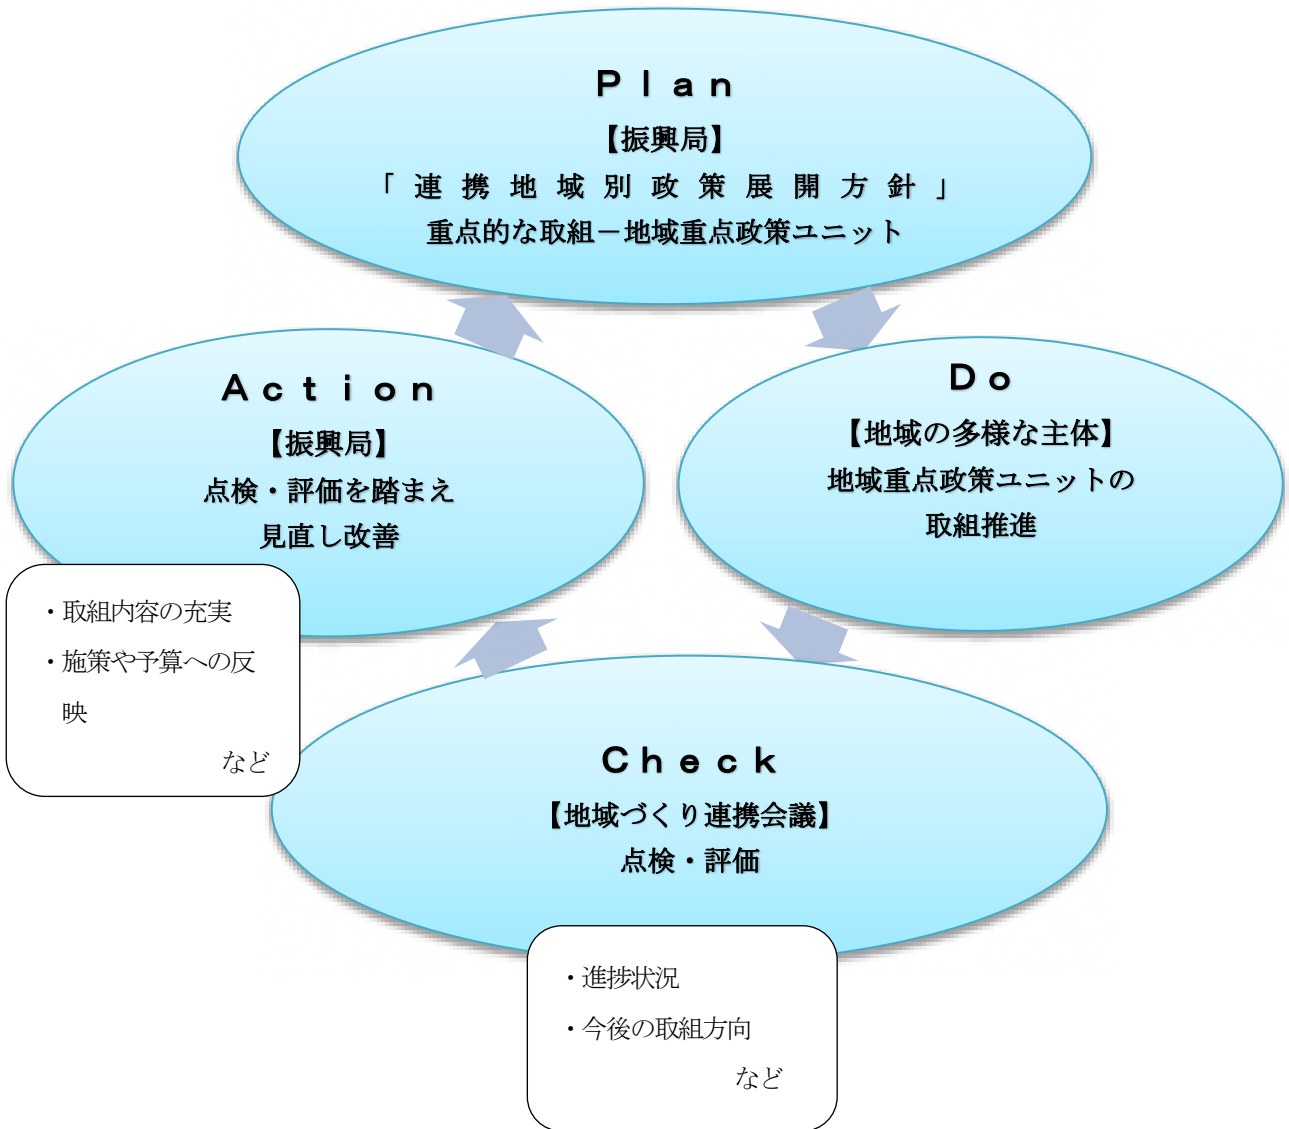 Plan
【振興局】
「連携地域別政策展開方針」
重点的な取組－地域重点政策ユニット
Action
【振興局】
点検・評価を踏まえ
見直し改善
・取組内容の充実
・施策や予算への反
映
など
Do
【地域の多様な主体】
地域重点政策ユニットの
取組推進
Check
【地域づくり連携会議】
点検・評価
・進捗状況
・今後の取組方向
など